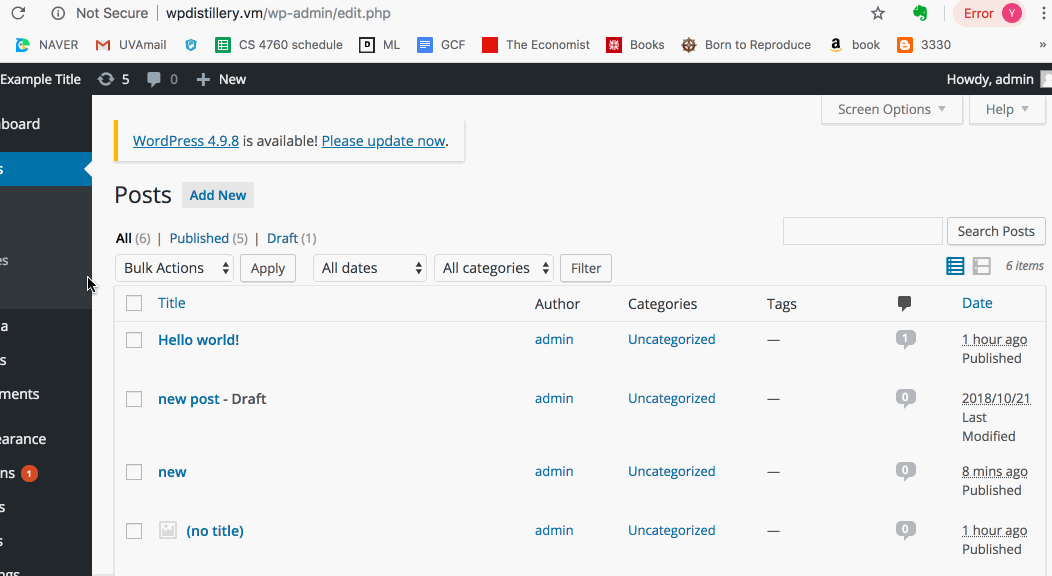 Not Secure | wpdistillery.vm/wp-admin/edit.php Error Y
NAVER UVAmail CS 4760 schedule D ML GCF The Economist Books Born to Reproduce a book 3330 »
Example Title 5 0 + New Howdy, admin
Screen Options Help
board
WordPress 4.9.8 is available! Please update now.
s
Posts Add New
All (6) | Published (5) | Draft (1) Search Posts
es
Bulk Actions Apply All dates All categories Filter 6 items
Title Author Categories Tags Date
a
Hello world! admin Uncategorized — 1 1 hour ago
Published
s
ments
new post - Draft admin Uncategorized — 0 2018/10/21
Last
Modified
earance
new admin Uncategorized — 0 8 mins ago
Published
ns 1
s
(no title) admin Uncategorized — 0 1 hour ago
Published
s
ngs